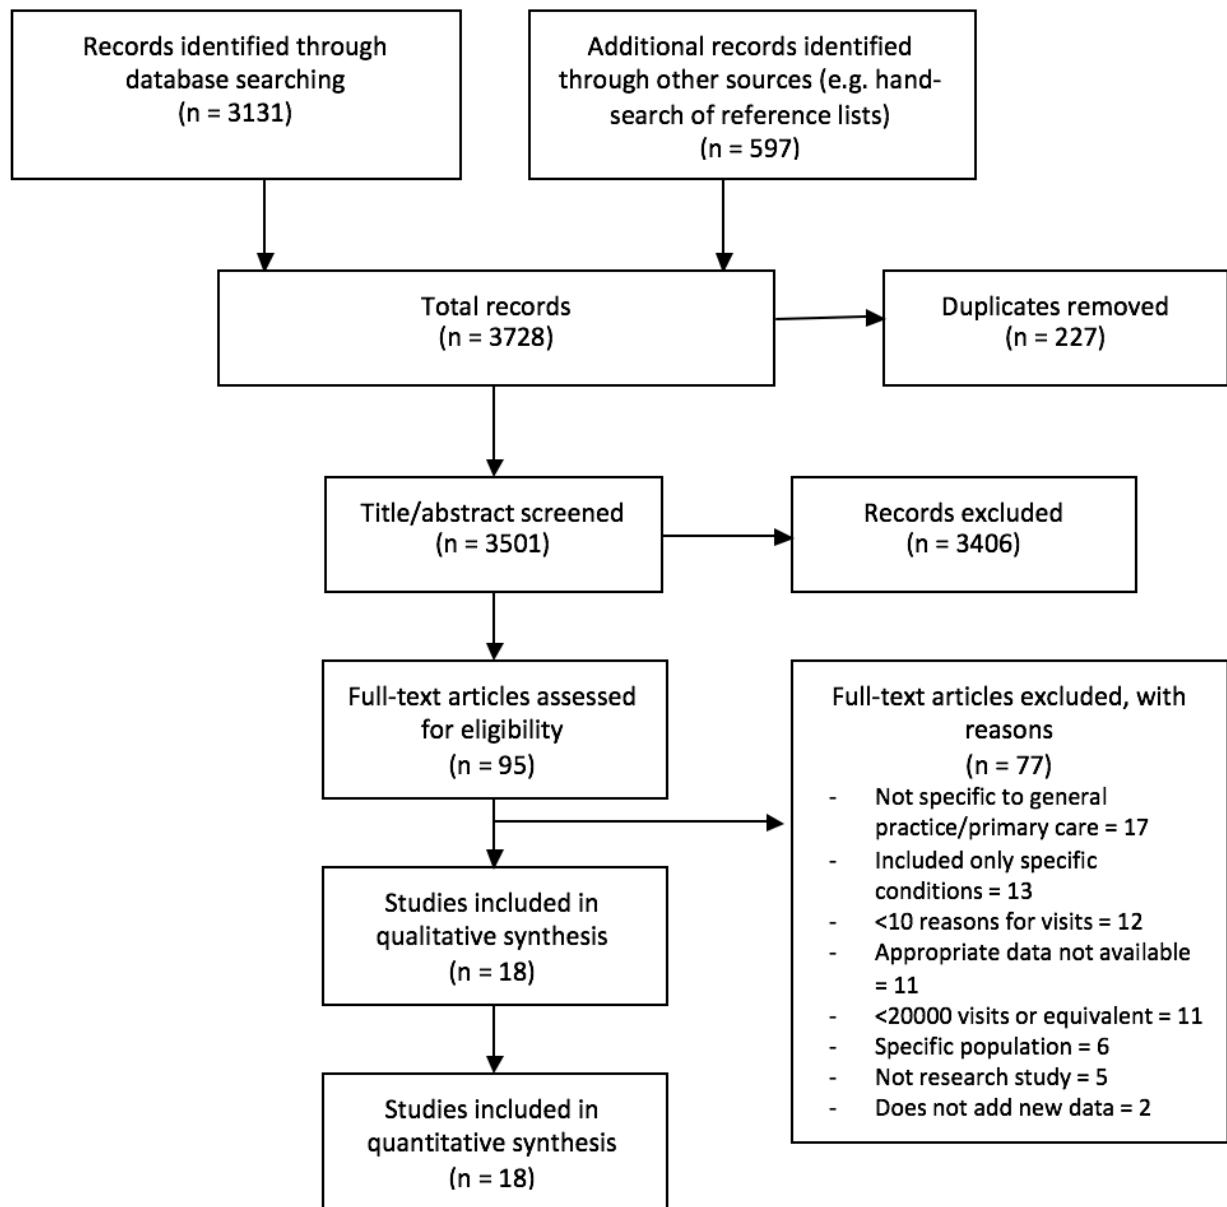 Records identified through
database searching
(n = 3131)
Additional records identified
through other sources (e.g. hand-
search of reference lists)
(n = 597)
Total records
(n = 3728)
Duplicates removed
(n = 227)
Title/abstract screened
(n = 3501)
Records excluded
(n = 3406)
Full-text articles assessed
for eligibility
(n = 95)
Full-text articles excluded, with
reasons
(n = 77)
- Not specific to general
practice/primary care = 17
- Included only specific
conditions = 13
- <10 reasons for visits = 12
- Appropriate data not available
= 11
- <20000 visits or equivalent = 11
- Specific population = 6
- Not research study = 5
- Does not add new data = 2
Studies included in
qualitative synthesis
(n = 18)
Studies included in
quantitative synthesis
(n = 18)